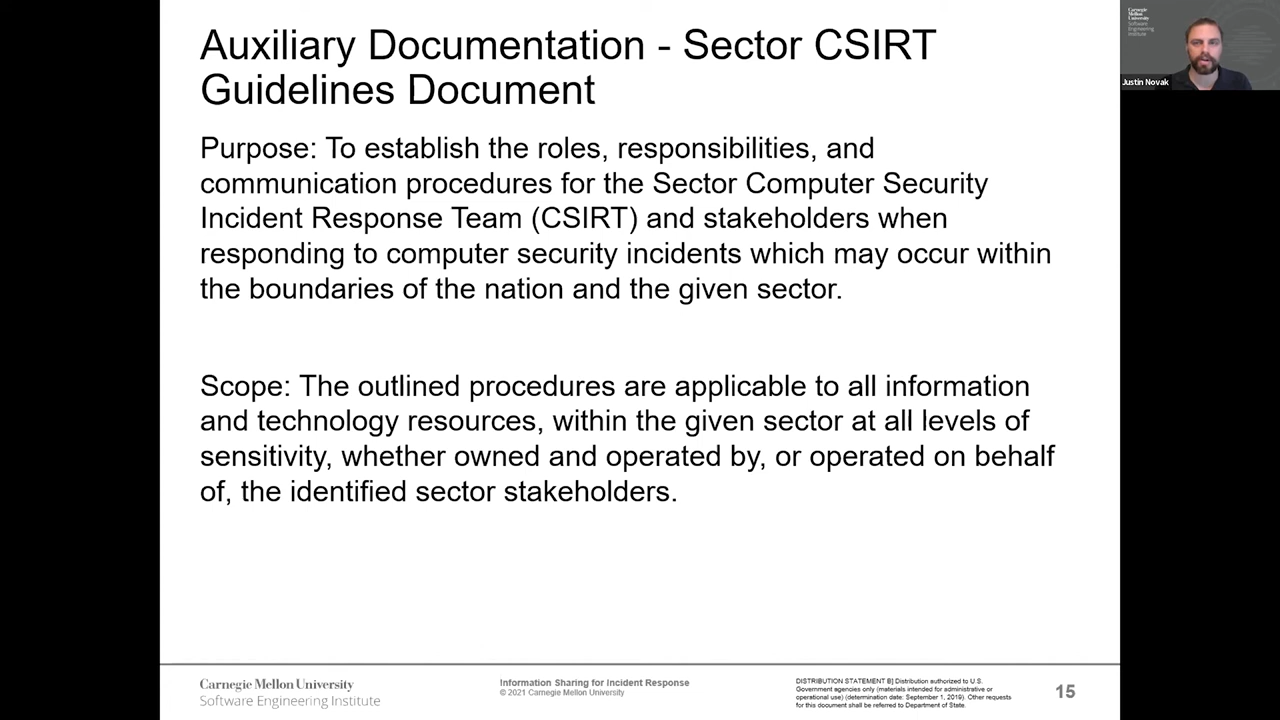 Auxiliary Documentation - Sector CSIRT
Guidelines Document
Purpose: To establish the roles, responsibilities, and
communication procedures for the Sector Computer Security
Incident Response Team (CSIRT) and stakeholders when
responding to computer security incidents which may occur within
the boundaries of the nation and the given sector.
Scope: The outlined procedures are applicable to all information
and technology resources, within the given sector at all levels of
sensitivity, whether owned and operated by, or operated on behalf
of, the identified sector stakeholders.
Carnegie
Mellon
University
Software
Engineering
Institute
Justin Novak
Carnegie Mellon University
Software Engineering Institute
Information Sharing for Incident Response
© 2021 Carnegie Mellon University
DISTRIBUTION STATEMENT B] Distribution authorized to U.S.
Government agencies only (materials intended for administrative or
operational use) (determination date: September 1, 2019). Other requests
for this document shall be referred to Department of State.
15